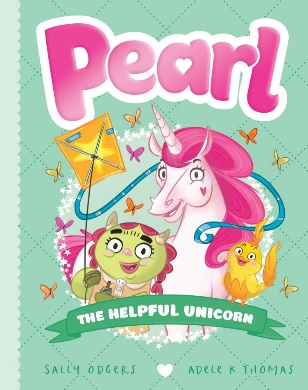 Pearl
THE HELPFUL UNICORN
SALLY ODGERS
ADELE K THOMAS